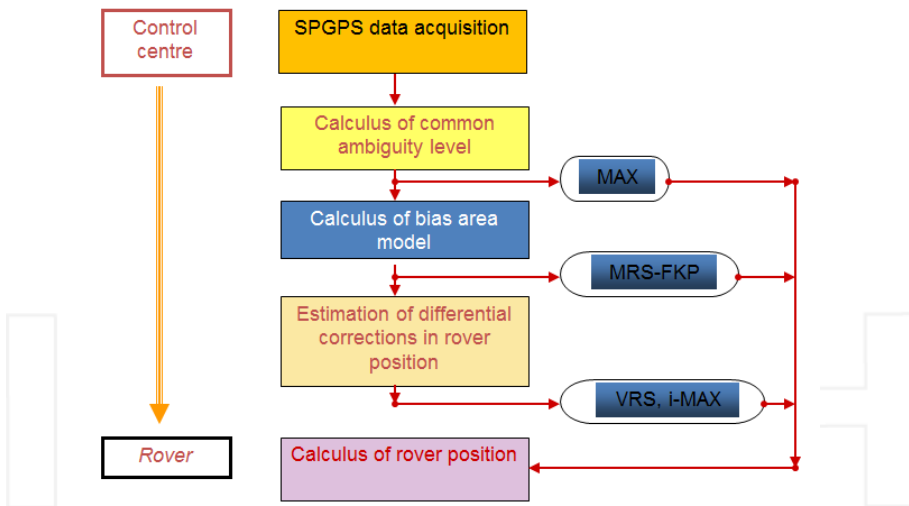 Control
centre
SPGPS data acquisition
Calculus of common
ambiguity level
MAX
Calculus of bias area
model
MRS-FKP
Estimation of differential
corrections in rover
position
VRS, i-MAX
Rover
Calculus of rover position